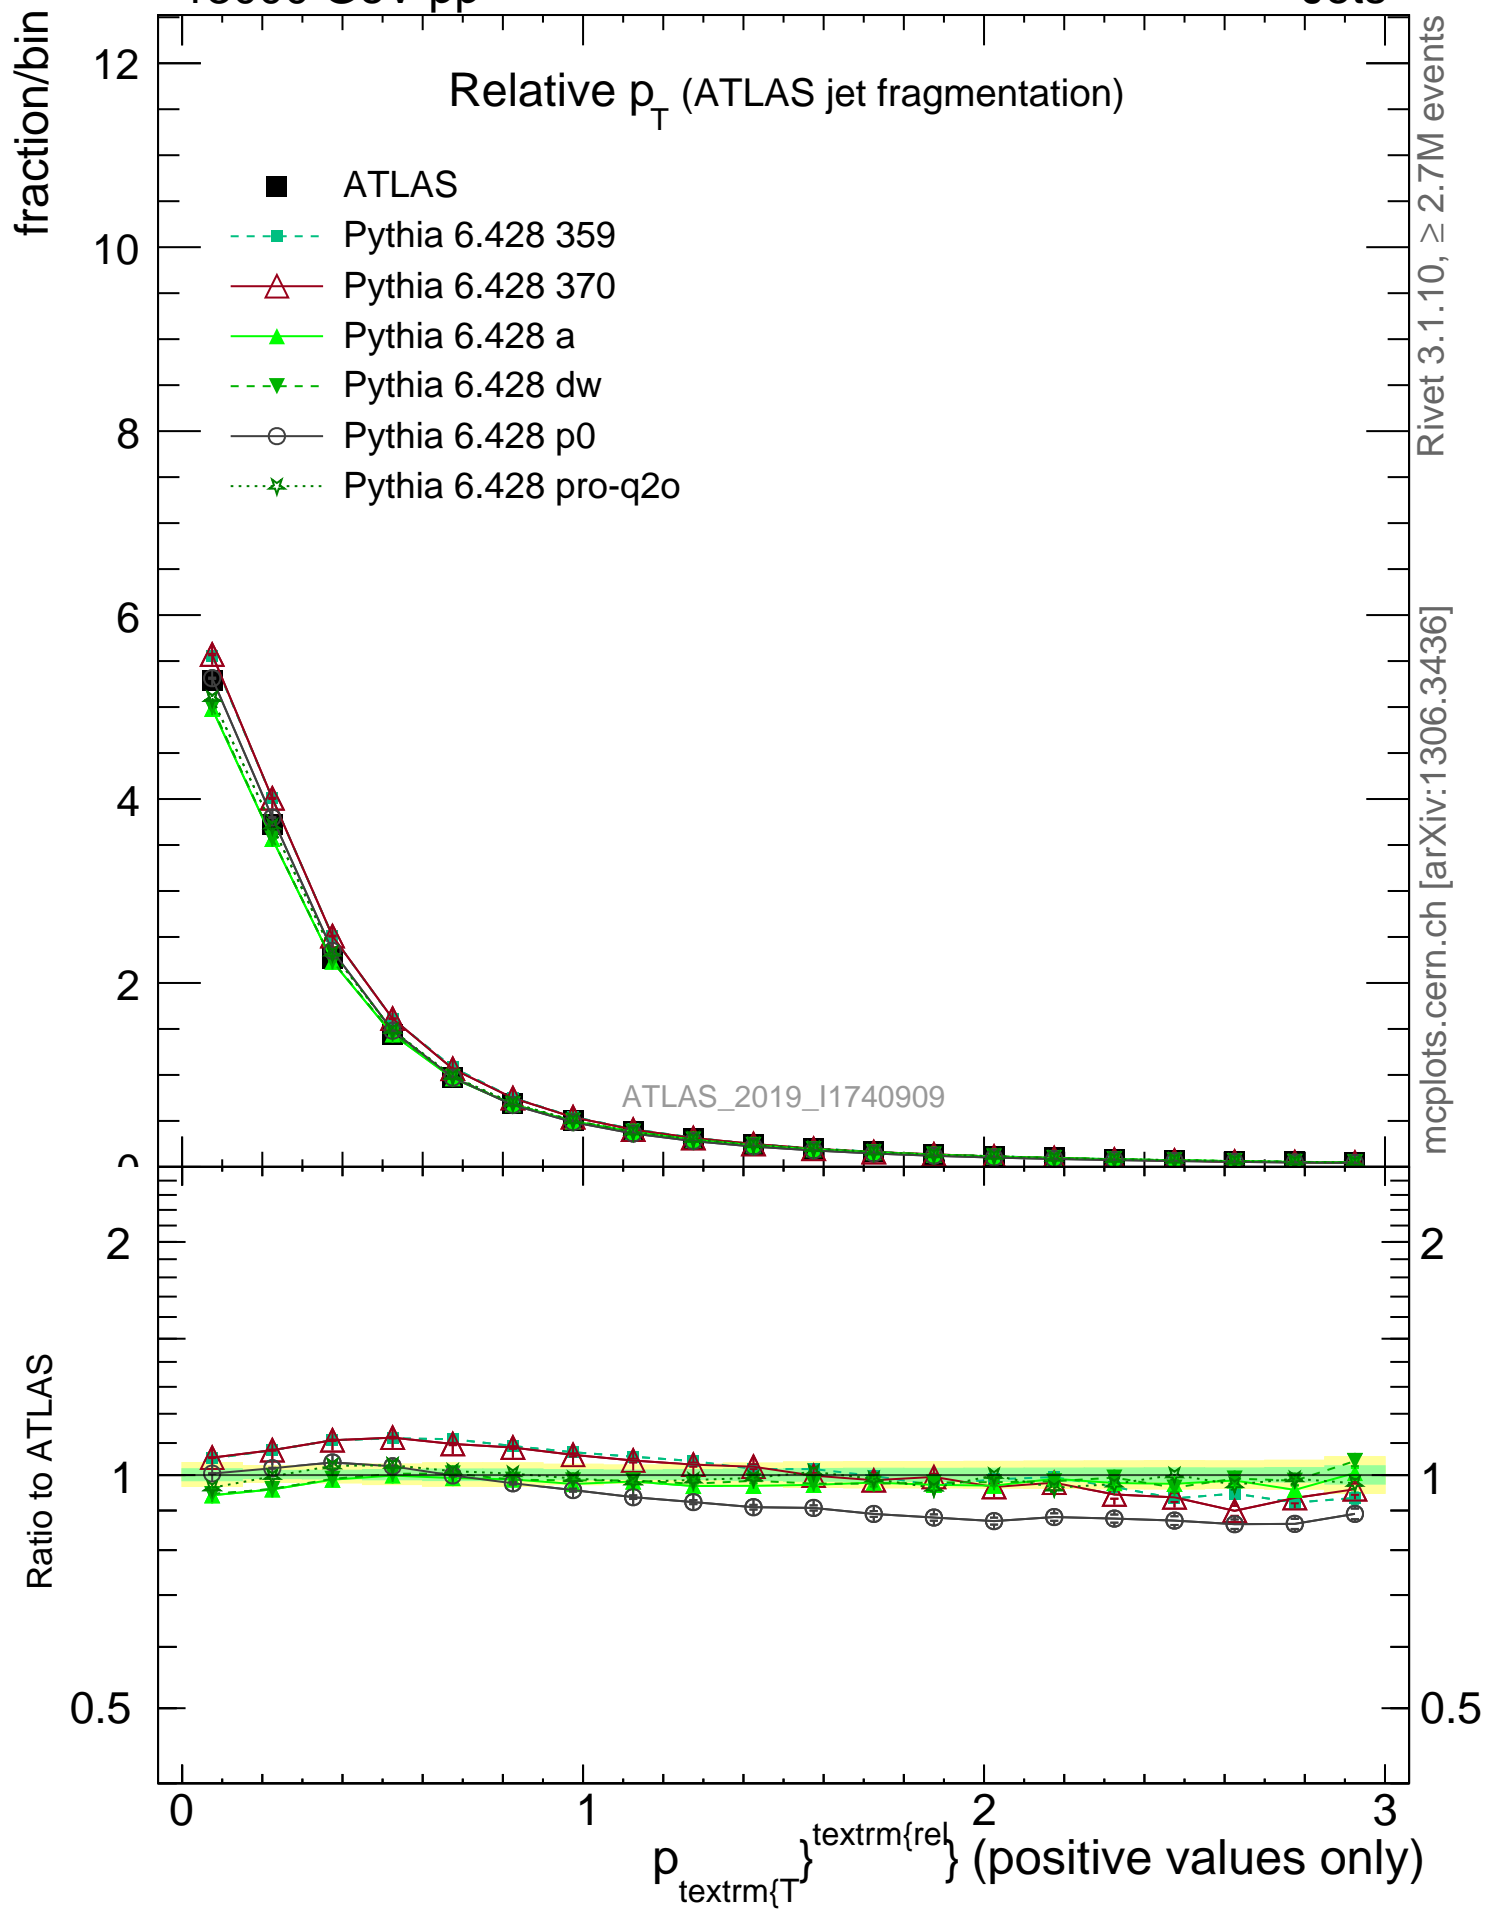 fraction/bin
Relative p_T (ATLAS jet fragmentation)
ATLAS
Pythia 6.428 359
Pythia 6.428 370
Pythia 6.428 a
Pythia 6.428 dw
Pythia 6.428 p0
Pythia 6.428 pro-q2o
12
10
8
6
4
2
0
ATLAS_2019_I1740909
Rivet 3.1.10, ≥ 2.7M events
mcplots.cern.ch [arXiv:1306.3436]
Ratio to ATLAS
2
1
0.5
2
1
0.5
0
1
2
3
p_textrm{T}^textrm{rel} (positive values only)